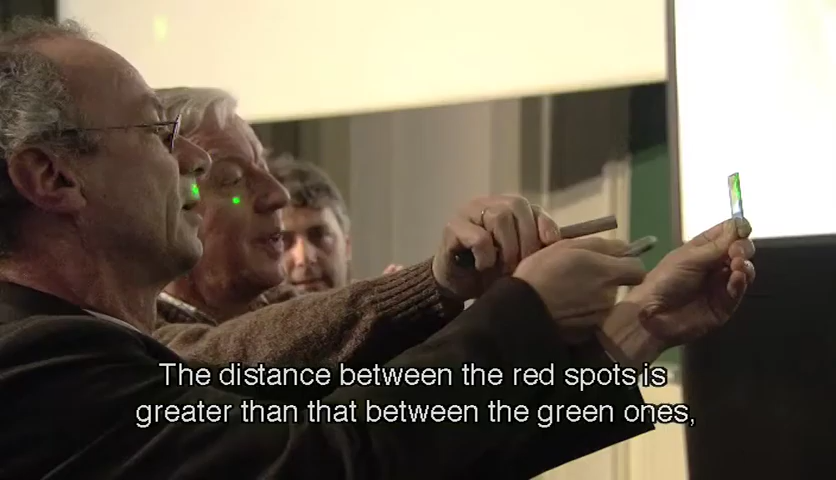 The distance between the red spots is
greater than that between the green ones,